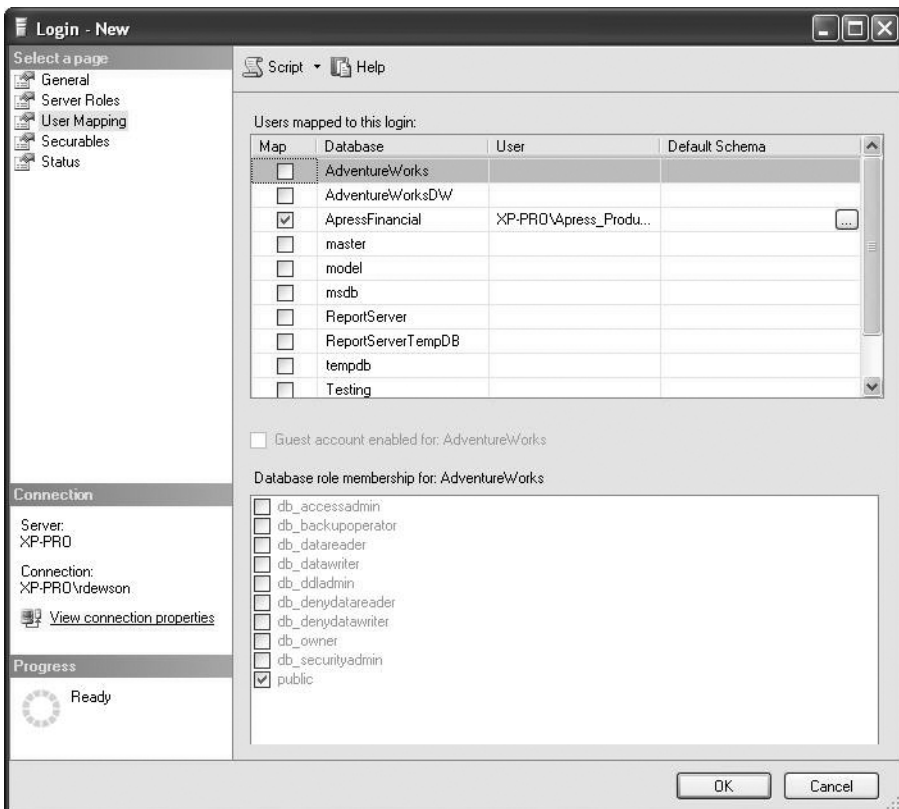 Login - New
Select a page
General
Server Roles
User Mapping
Securables
Status
Script Help
Users mapped to this login:
Map Database User Default Schema
AdventureWorks
AdventureWorksDW
ApressFinancial XP-PRO\Apress_Produ... ...
master
model
msdb
ReportServer
ReportServerTempDB
tempdb
Testing
Guest account enabled for: AdventureWorks
Database role membership for: AdventureWorks
db_accessadmin
db_backupoperator
db_datareader
db_datawriter
db_ddladmin
db_denydatareader
db_denydatawriter
db_owner
db_securityadmin
public
Connection
Server:
XP-PRO
Connection:
XP-PRO\rdewson
View connection properties
Progress
Ready
OK Cancel